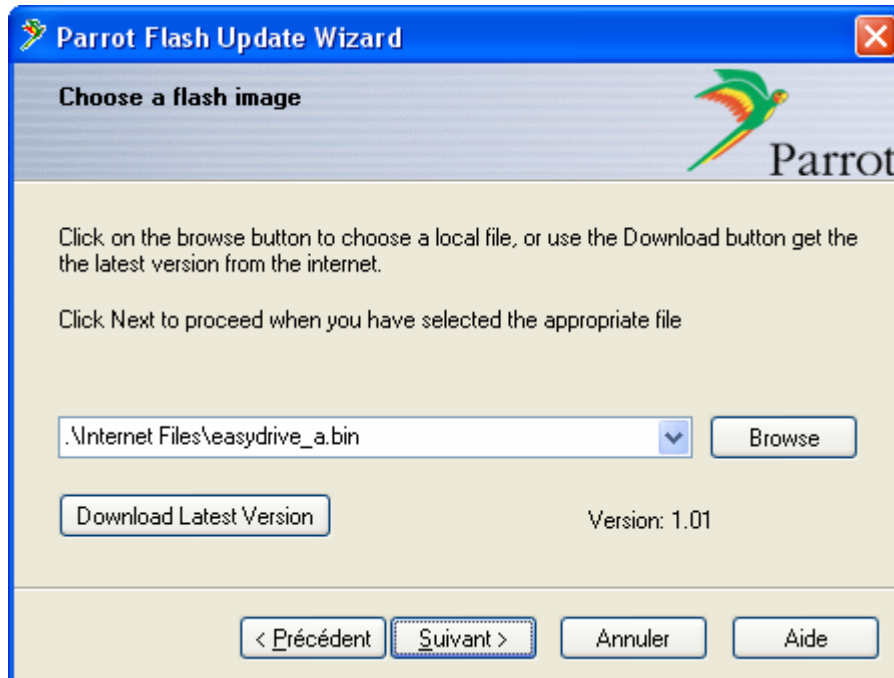 Parrot Flash Update Wizard
Choose a flash image
Parrot
Click on the browse button to choose a local file, or use the Download button get the
the latest version from the internet.
Click Next to proceed when you have selected the appropriate file
.\Internet Files\easydrive_a.bin
Browse
Download Latest Version
Version: 1.01
< Précédent
Suivant >
Annuler
Aide